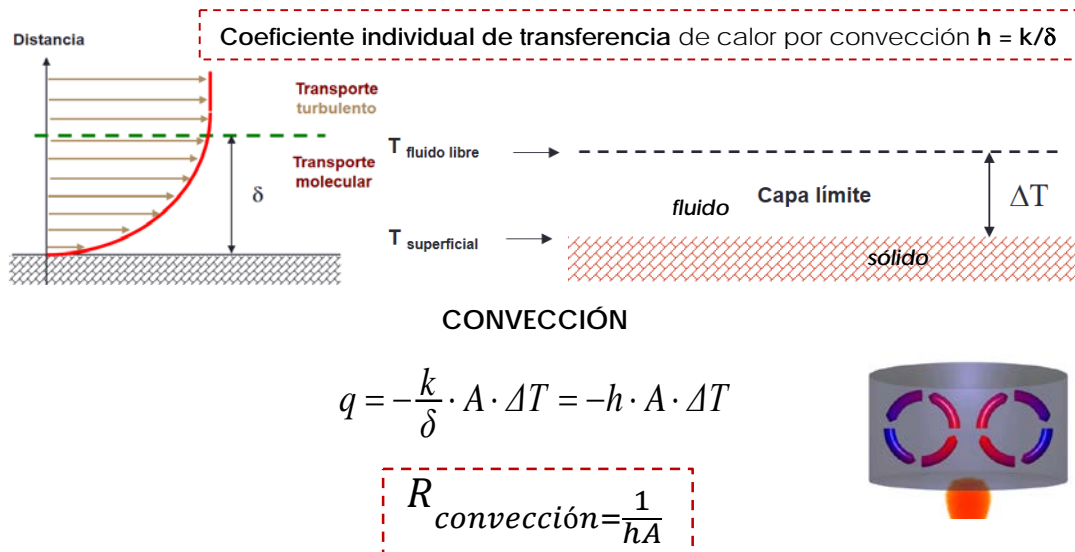 Coeficiente individual de transferencia de calor por convección h = k/δ
Distancia
Transporte
turbulento
Transporte
molecular
δ
T fluido libre
T superficial
fluido
Capa límite
ΔT
sólido
CONVECCIÓN
q = −k/δ · A · ΔT = −h · A · ΔT
R convección = 1/hA